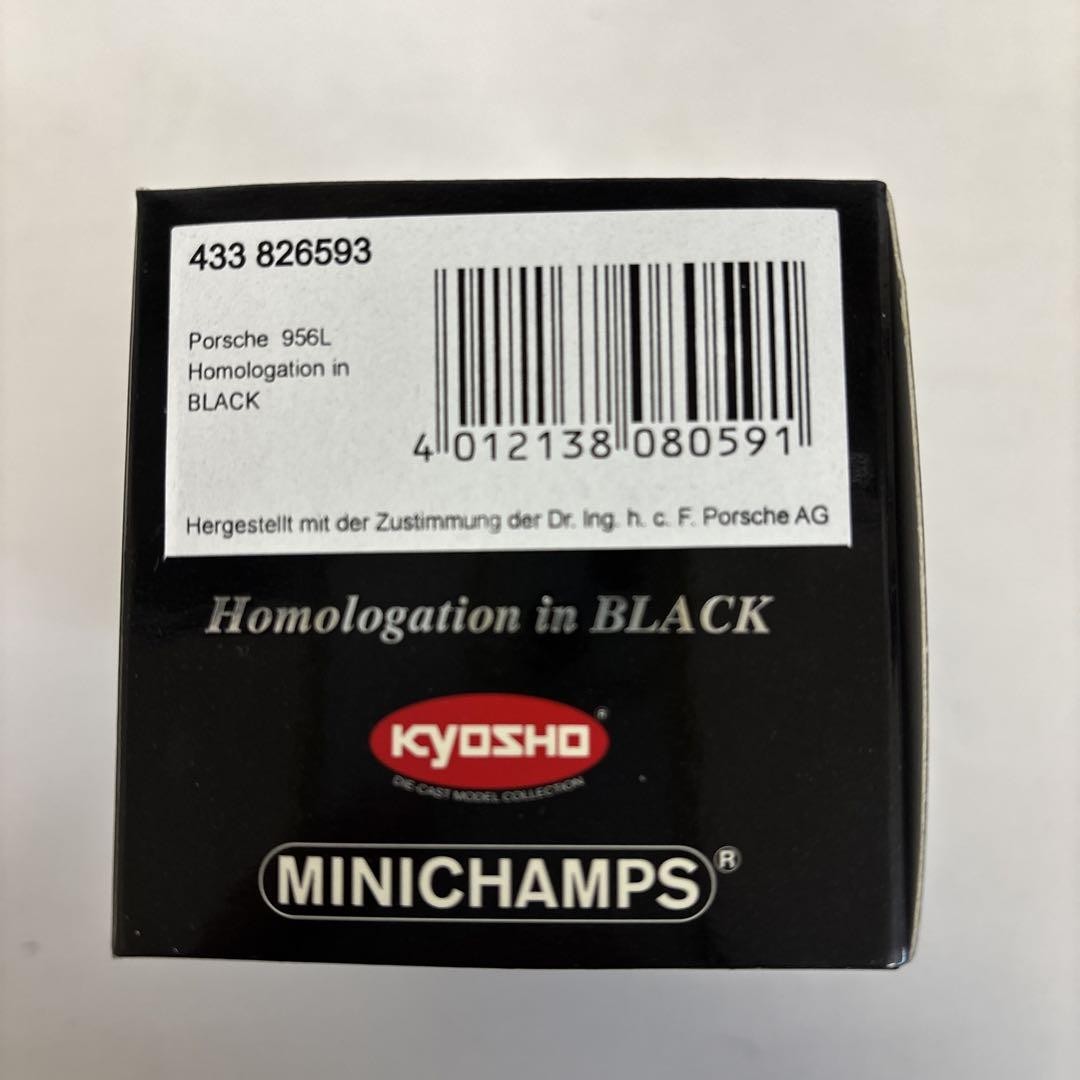 433 826593
Porsche 956L
Homologation in
BLACK
4 012138 080591
Hergestellt mit der Zustimmung der Dr. Ing. h. c. F. Porsche AG
Homologation in BLACK
KYOSHO®
DIE CAST MODEL COLLECTION
MINICHAMPS®